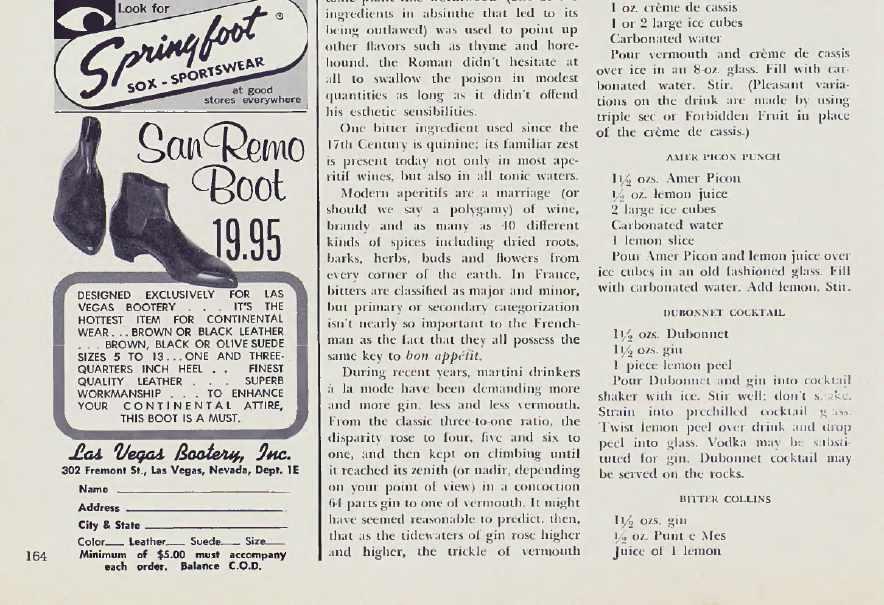 Look for
Springfoot ®
SOX - SPORTSWEAR
at good
stores everywhere
San Remo
Boot
19.95
DESIGNED EXCLUSIVELY FOR LAS
VEGAS BOOTERY . . . IT'S THE
HOTTEST ITEM FOR CONTINENTAL
WEAR... BROWN OR BLACK LEATHER
. . . BROWN, BLACK OR OLIVE SUEDE
SIZES 5 TO 13...ONE AND THREE-
QUARTERS INCH HEEL . . FINEST
QUALITY LEATHER . . . SUPERB
WORKMANSHIP . . . TO ENHANCE
YOUR CONTINENTAL ATTIRE,
THIS BOOT IS A MUST.
Las Vegas Bootery, Inc.
302 Fremont St., Las Vegas, Nevada, Dept. 1E
Name
Address
City & State
Color___ Leather___ Suede___ Size___
Minimum of $5.00 must accompany
each order. Balance C.O.D.
164
ingredients in absinthe that led to its
being outlawed) was used to point up
other flavors such as thyme and hore-
hound, the Roman didn't hesitate at
all to swallow the poison in modest
quantities as long as it didn't offend
his esthetic sensibilities.
One bitter ingredient used since the
17th Century is quinine; its familiar zest
is present today not only in most ape-
ritif wines, but also in all tonic waters.
Modern aperitifs are a marriage (or
should we say a polygamy) of wine,
brandy and as many as 40 different
kinds of spices including dried roots,
barks, herbs, buds and flowers from
every corner of the earth. In France,
bitters are classified as major and minor,
but primary or secondary categorization
isn't nearly so important to the French-
man as the fact that they all possess the
same key to bon appétit.
During recent years, martini drinkers
à la mode have been demanding more
and more gin, less and less vermouth.
From the classic three-to-one ratio, the
disparity rose to four, five and six to
one, and then kept on climbing until
it reached its zenith (or nadir, depending
on your point of view) in a concoction
64 parts gin to one of vermouth. It might
have seemed reasonable to predict, then,
that as the tidewaters of gin rose higher
and higher, the trickle of vermouth
1 oz. crème de cassis
1 or 2 large ice cubes
Carbonated water
Pour vermouth and crème de cassis
over ice in an 8-oz. glass. Fill with car-
bonated water. Stir. (Pleasant varia-
tions on the drink are made by using
triple sec or Forbidden Fruit in place
of the crème de cassis.)
AMER PICON PUNCH
1½ ozs. Amer Picon
½ oz. lemon juice
2 large ice cubes
Carbonated water
1 lemon slice
Pour Amer Picon and lemon juice over
ice cubes in an old fashioned glass. Fill
with carbonated water. Add lemon. Stir.
DUBONNET COCKTAIL
1½ ozs. Dubonnet
1½ ozs. gin
1 piece lemon peel
Pour Dubonnet and gin into cocktail
shaker with ice. Stir well; don't shake.
Strain into prechilled cocktail glass.
Twist lemon peel over drink and drop
peel into glass. Vodka may be substi-
tuted for gin. Dubonnet cocktail may
be served on the rocks.
BITTER COLLINS
1½ ozs. gin
½ oz. Punt e Mes
Juice of 1 lemon